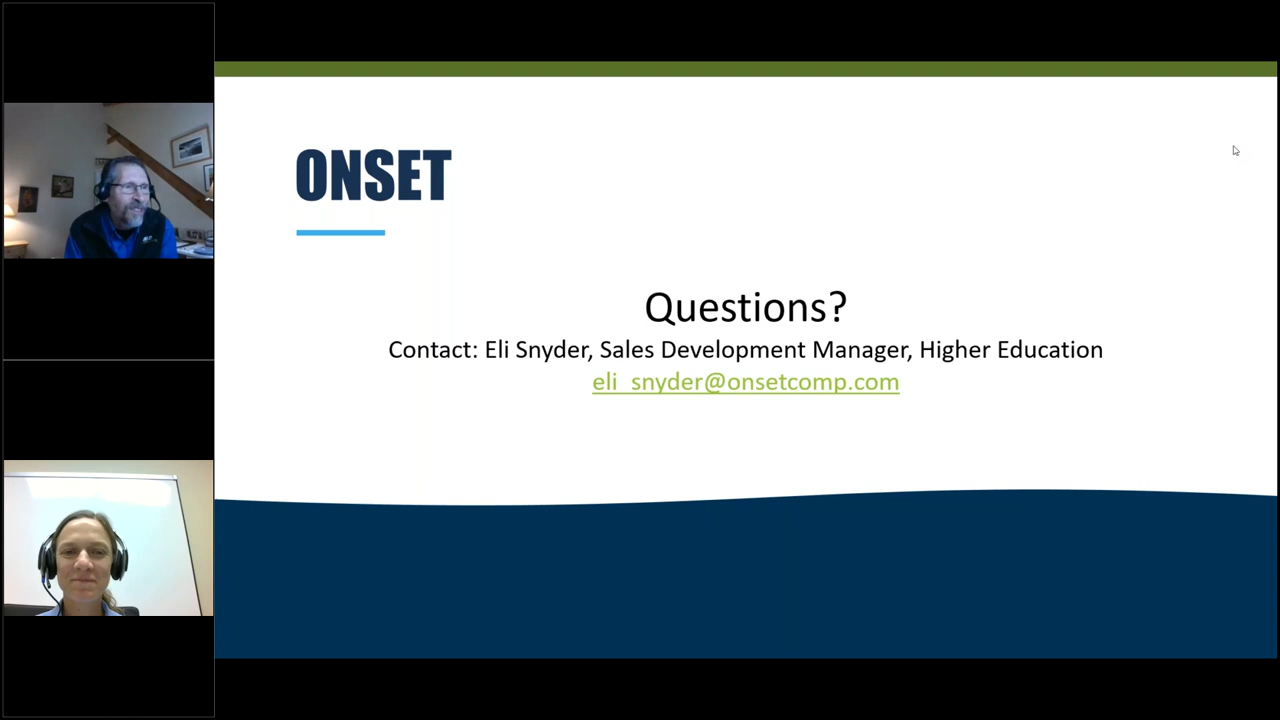 ONSET
Questions?
Contact: Eli Snyder, Sales Development Manager, Higher Education
eli_snyder@onsetcomp.com